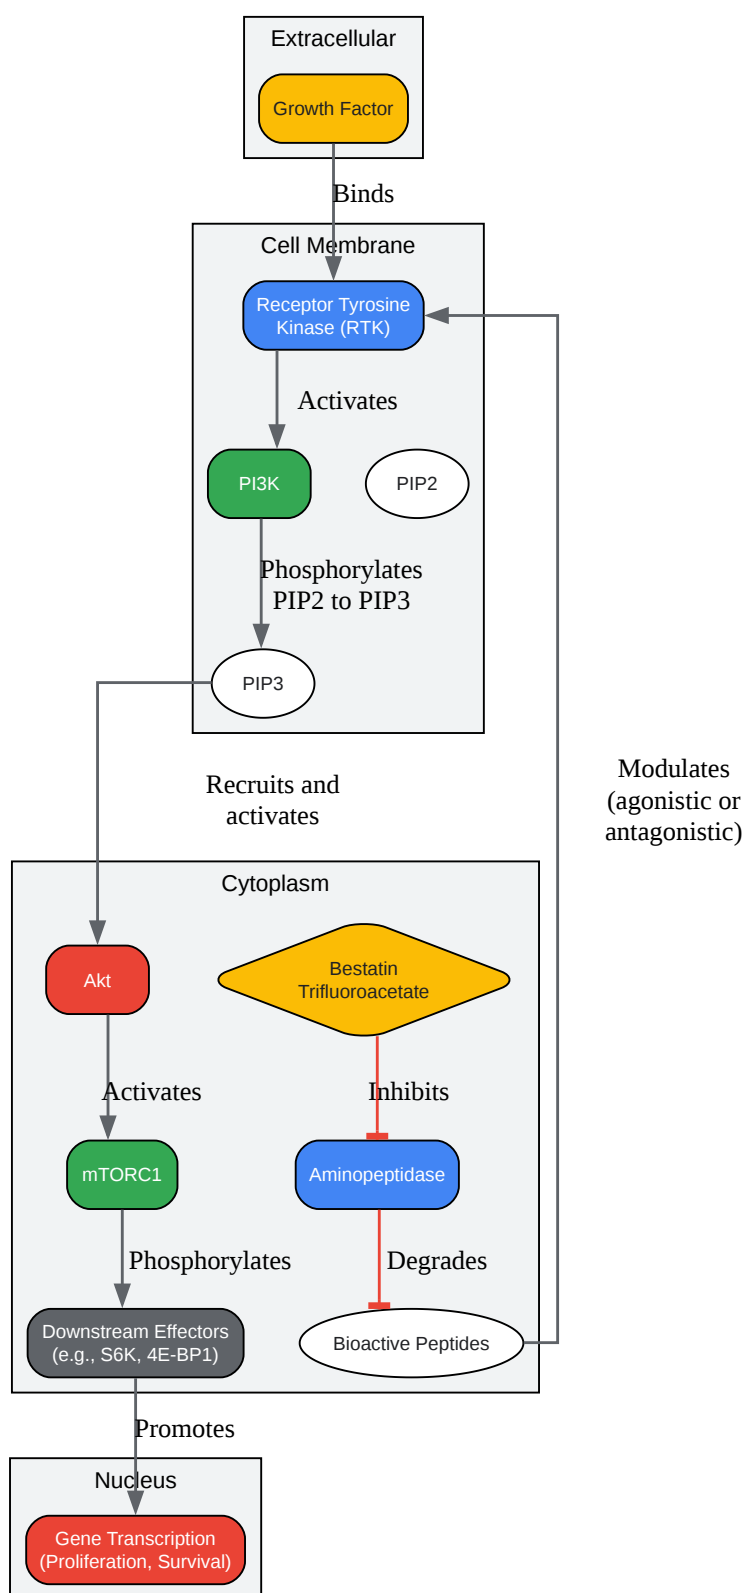 Extracellular
Growth Factor
Binds
Cell Membrane
Receptor Tyrosine
Kinase (RTK)
Activates
PI3K
PIP2
Phosphorylates
PIP2 to PIP3
PIP3
Recruits and
activates
Modulates
(agonistic or
antagonistic)
Cytoplasm
Akt
Bestatin
Trifluoroacetate
Activates
Inhibits
mTORC1
Aminopeptidase
Phosphorylates
Degrades
Downstream Effectors
(e.g., S6K, 4E-BP1)
Bioactive Peptides
Promotes
Nucleus
Gene Transcription
(Proliferation, Survival)